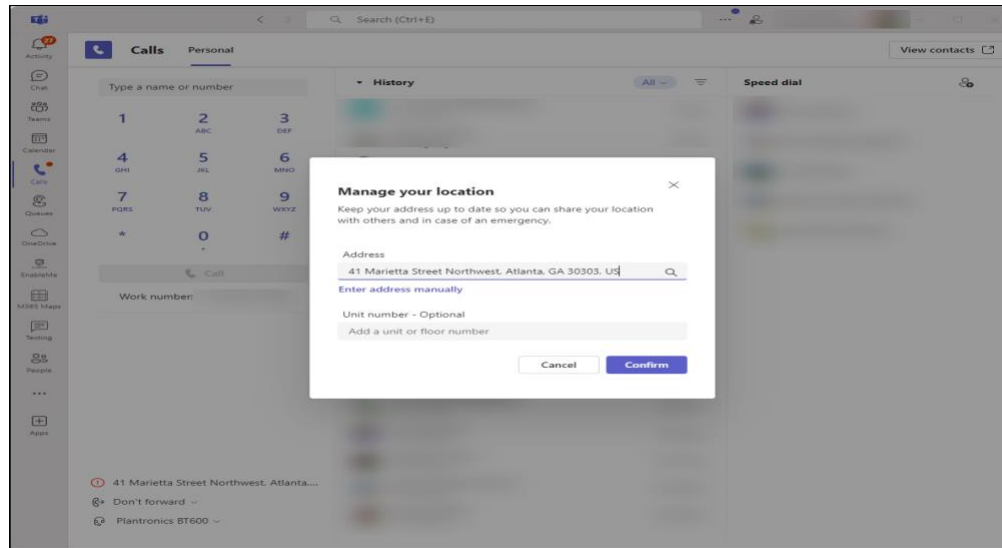 Search (Ctrl+E)
...
27
Activity
Chat
Teams
Calendar
Calls
Queues
OneDrive
EnableMe
M365 Maps
Testing
People
...
Apps
Calls Personal
View contacts
Type a name or number
1 2 3
ABC DEF
4 5 6
GHI JKL MNO
7 8 9
PQRS TUV WXYZ
* 0 #
+
Call
Work number:
History
All
Speed dial
Manage your location
Keep your address up to date so you can share your location
with others and in case of an emergency.
Address
41 Marietta Street Northwest, Atlanta, GA 30303, US
Enter address manually
Unit number - Optional
Add a unit or floor number
Cancel Confirm
41 Marietta Street Northwest, Atlanta,...
Don't forward
Plantronics BT600